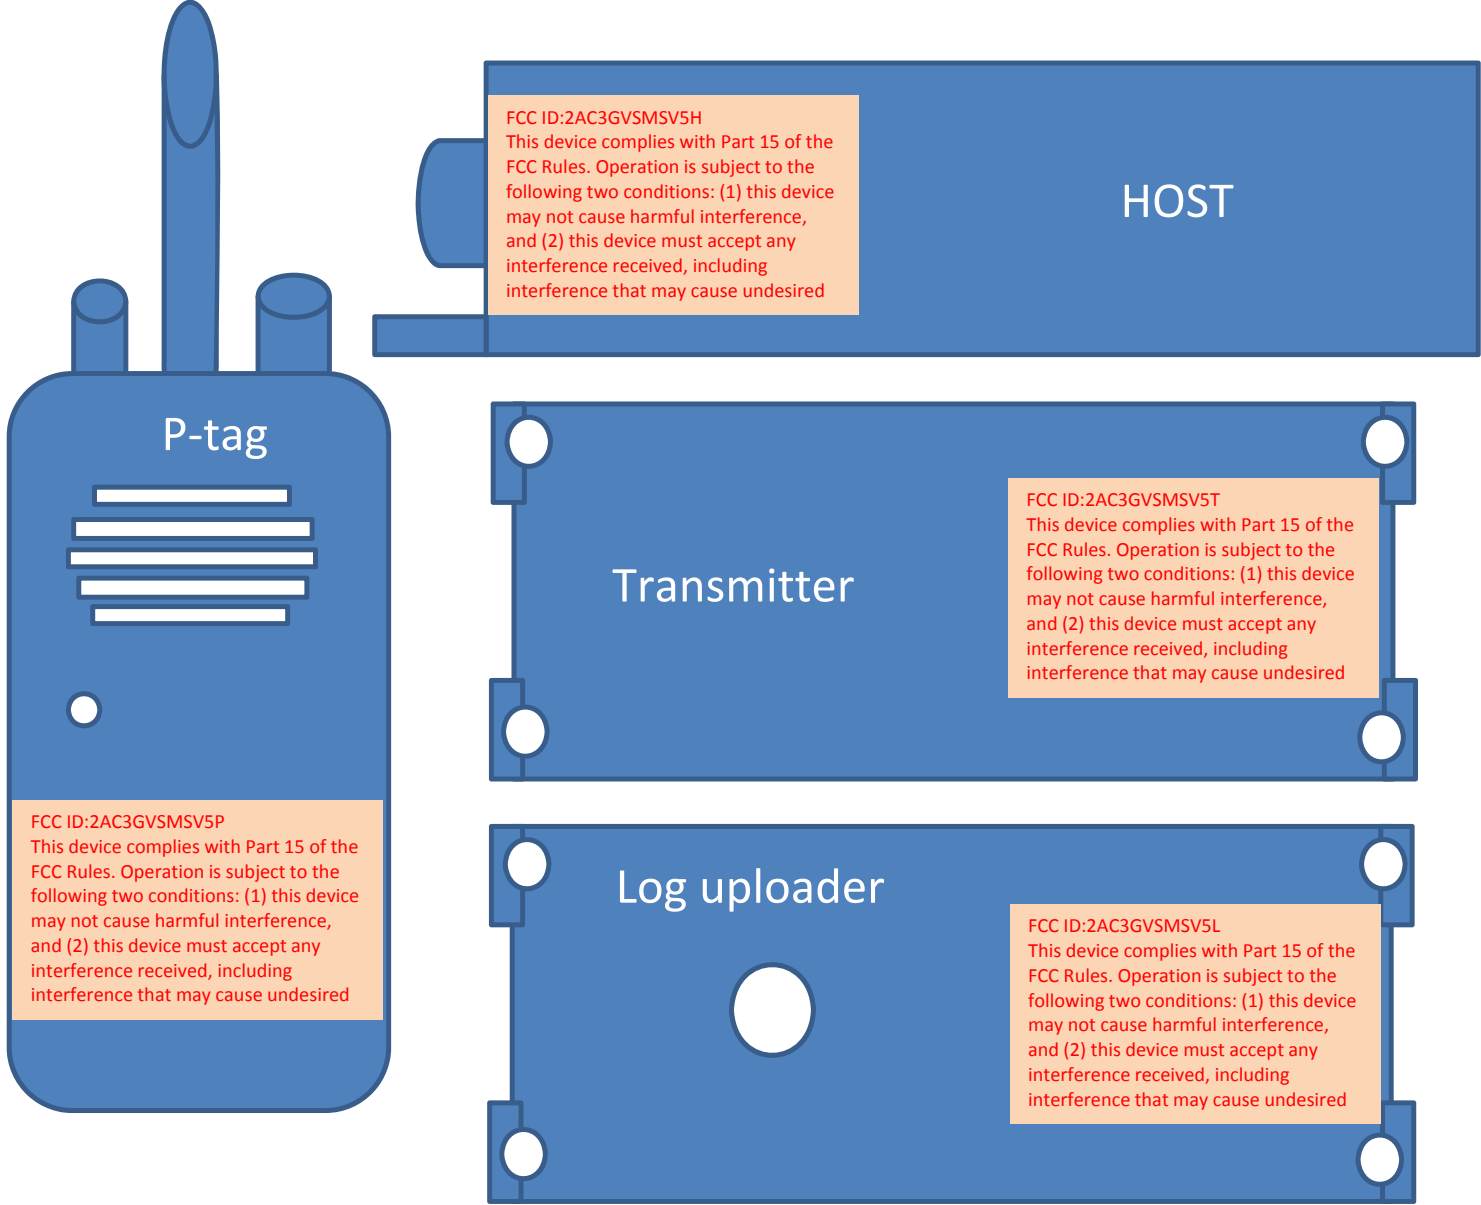 FCC ID:2AC3GVSMSV5H
This device complies with Part 15 of the
FCC Rules. Operation is subject to the
following two conditions: (1) this device
may not cause harmful interference,
and (2) this device must accept any
interference received, including
interference that may cause undesired
HOST
P-tag
FCC ID:2AC3GVSMSV5P
This device complies with Part 15 of the
FCC Rules. Operation is subject to the
following two conditions: (1) this device
may not cause harmful interference,
and (2) this device must accept any
interference received, including
interference that may cause undesired
Transmitter
FCC ID:2AC3GVSMSV5T
This device complies with Part 15 of the
FCC Rules. Operation is subject to the
following two conditions: (1) this device
may not cause harmful interference,
and (2) this device must accept any
interference received, including
interference that may cause undesired
Log uploader
FCC ID:2AC3GVSMSV5L
This device complies with Part 15 of the
FCC Rules. Operation is subject to the
following two conditions: (1) this device
may not cause harmful interference,
and (2) this device must accept any
interference received, including
interference that may cause undesired